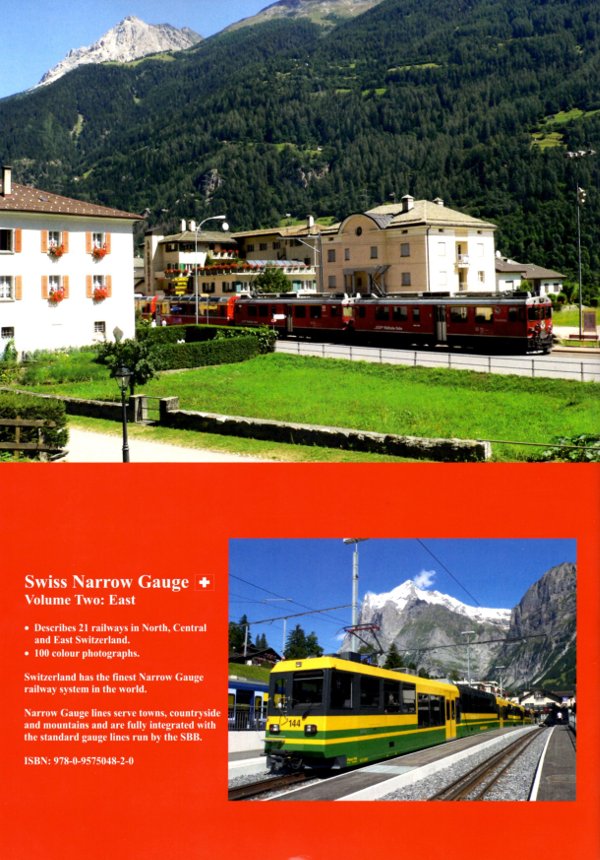 Swiss Narrow Gauge
Volume Two: East
• Describes 21 railways in North, Central
and East Switzerland.
• 100 colour photographs.
Switzerland has the finest Narrow Gauge
railway system in the world.
Narrow Gauge lines serve towns, countryside
and mountains and are fully integrated with
the standard gauge lines run by the SBB.
ISBN: 978-0-9575048-2-0
144